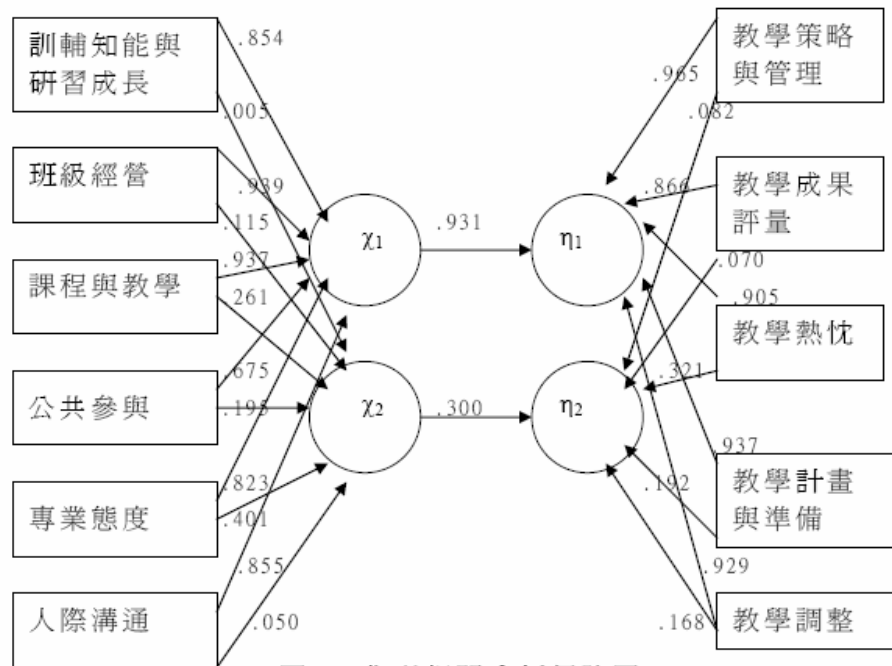 訓輔知能與
研習成長
.854
.005
班級經營
.939
.115
課程與教學
.937
.261
公共參與
.675
.195
專業態度
.823
.401
人際溝通
.855
.050
χ1
.931
η1
χ2
.300
η2
教學策略
與管理
.965
.082
教學成果
評量
.866
.070
教學熱忱
.905
.321
教學計畫
與準備
.937
.192
教學調整
.929
.168